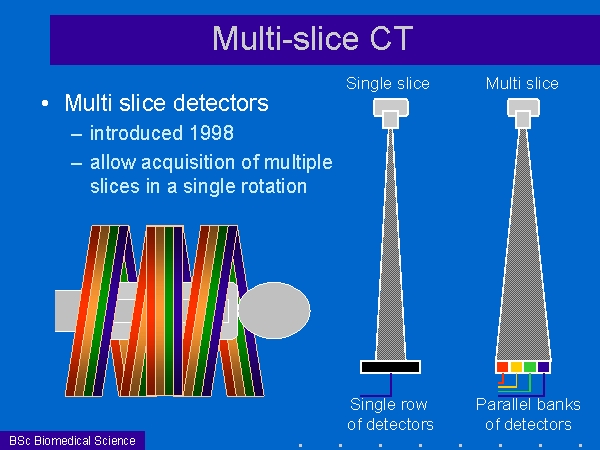 Multi-slice CT
• Multi slice detectors
– introduced 1998
– allow acquisition of multiple
slices in a single rotation
Single slice
Multi slice
Single row
of detectors
Parallel banks
of detectors
BSc Biomedical Science